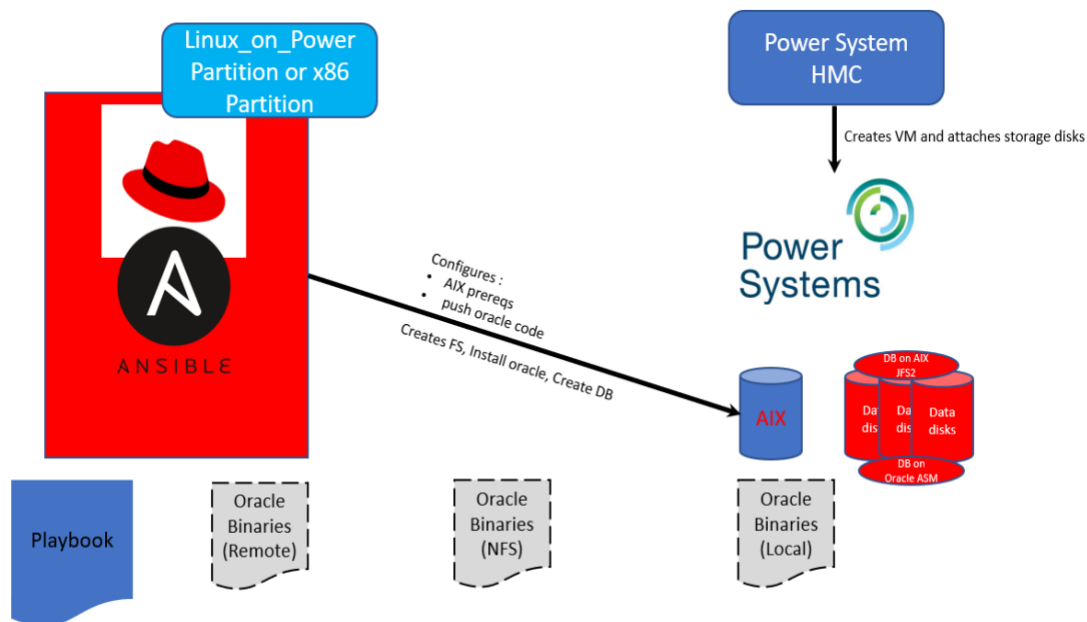 Linux_on_Power
Partition or x86
Partition
Power System
HMC
Creates VM and attaches storage disks
Power
Systems
ANSIBLE
Configures :
• AIX prereqs
• push oracle code
Creates FS, Install oracle, Create DB
AIX
DB on AIX
JFS2
Data
disks
DB on
Oracle ASM
Playbook
Oracle
Binaries
(Remote)
Oracle
Binaries
(NFS)
Oracle
Binaries
(Local)